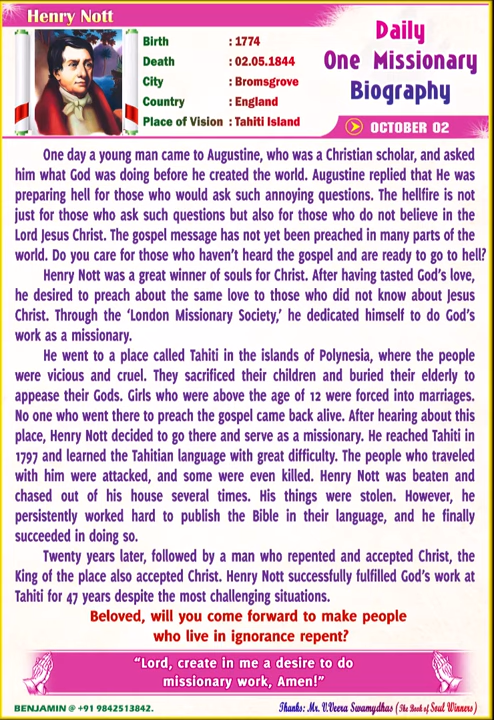 Henry Nott
Birth : 1774
Death : 02.05.1844
City : Bromsgrove
Country : England
Place of Vision : Tahiti Island
Daily
One Missionary
Biography
OCTOBER 02
One day a young man came to Augustine, who was a Christian scholar, and asked
him what God was doing before he created the world. Augustine replied that He was
preparing hell for those who would ask such annoying questions. The hellfire is not
just for those who ask such questions but also for those who do not believe in the
Lord Jesus Christ. The gospel message has not yet been preached in many parts of the
world. Do you care for those who haven't heard the gospel and are ready to go to hell?
Henry Nott was a great winner of souls for Christ. After having tasted God's love,
he desired to preach about the same love to those who did not know about Jesus
Christ. Through the 'London Missionary Society,' he dedicated himself to do God's
work as a missionary.
He went to a place called Tahiti in the islands of Polynesia, where the people
were vicious and cruel. They sacrificed their children and buried their elderly to
appease their Gods. Girls who were above the age of 12 were forced into marriages.
No one who went there to preach the gospel came back alive. After hearing about this
place, Henry Nott decided to go there and serve as a missionary. He reached Tahiti in
1797 and learned the Tahitian language with great difficulty. The people who traveled
with him were attacked, and some were even killed. Henry Nott was beaten and
chased out of his house several times. His things were stolen. However, he
persistently worked hard to publish the Bible in their language, and he finally
succeeded in doing so.
Twenty years later, followed by a man who repented and accepted Christ, the
King of the place also accepted Christ. Henry Nott successfully fulfilled God's work at
Tahiti for 47 years despite the most challenging situations.
Beloved, will you come forward to make people
who live in ignorance repent?
"Lord, create in me a desire to do
missionary work, Amen!"
BENJAMIN @ +91 9842513842.
Thanks: Mr. V.Veera Swamydhas (The Book of Soul Winners)